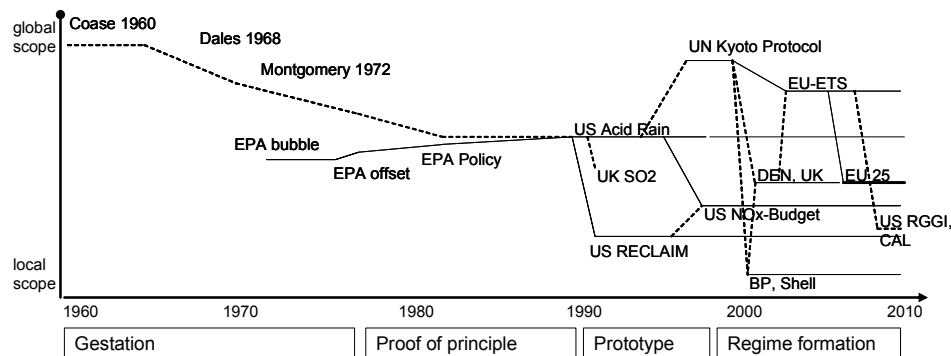 global
scope
Coase 1960
Dales 1968
Montgomery 1972
UN Kyoto Protocol
EU-ETS
US Acid Rain
EPA bubble
EPA offset
EPA Policy
UK SO2
DEN, UK
EU 25
US NOx-Budget
US RGGI,
CAL
US RECLAIM
BP, Shell
local
scope
1960 1970 1980 1990 2000 2010
Gestation Proof of principle Prototype Regime formation